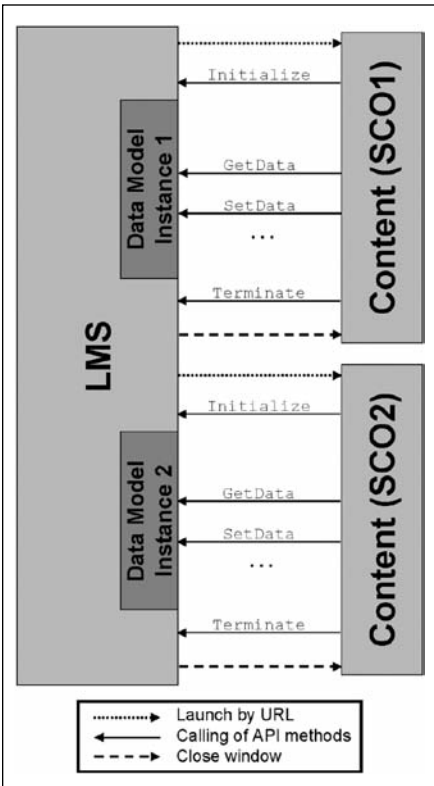 LMS
Data Model
Instance 1
Content (SCO1)
Initialize
GetData
SetData
...
Terminate
Data Model
Instance 2
Content (SCO2)
Initialize
GetData
SetData
...
Terminate
Launch by URL
Calling of API methods
Close window